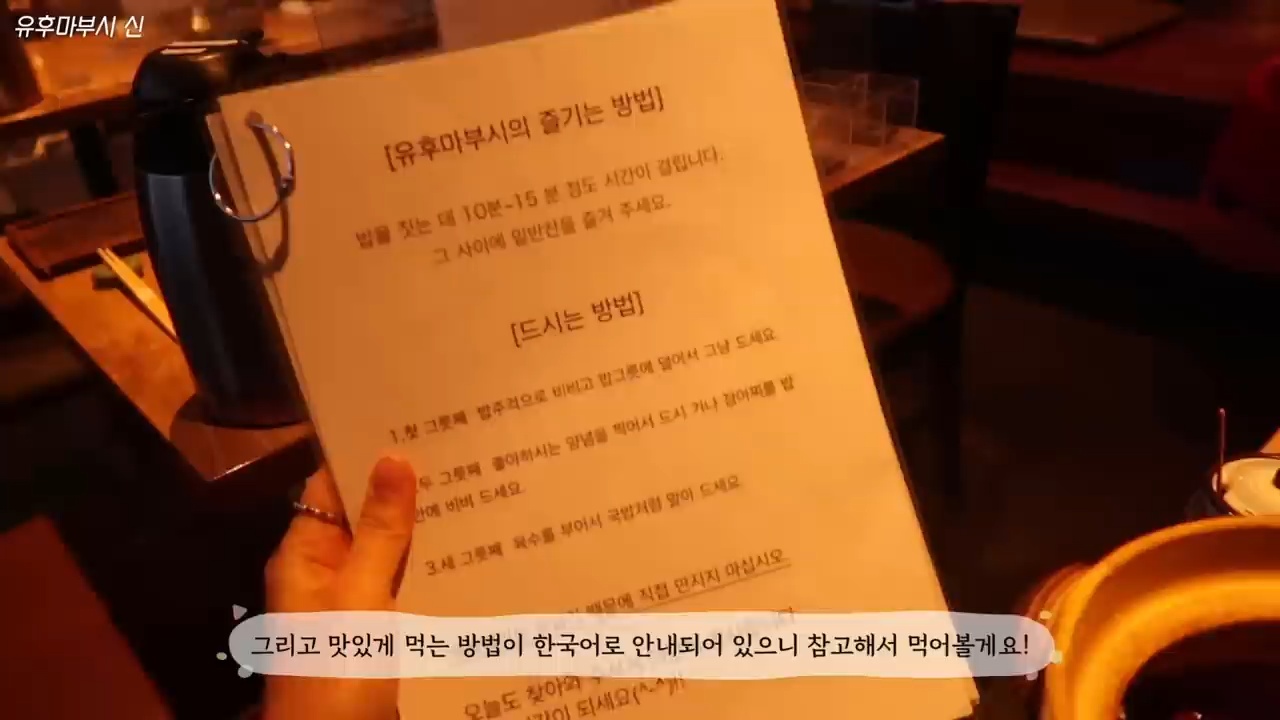 유후마부시 신
[유후마부시의 즐기는 방법]
밥을 짓는 데 10분~15 분 정도 시간이 걸립니다.
그 사이에 일반찬을 즐겨 주세요.
[드시는 방법]
1.첫 그릇째 밥주걱으로 비비고 밥그릇에 덜어서 그냥 드세요.
두 그릇째 좋아하시는 양념을 찍어서 드시 거나 장아찌를 밥
안에 비벼 드세요.
3.세 그릇째 육수를 부어서 국밥처럼 말아 드세요.
때문에 직접 만지지 마십시오.
그리고 맛있게 먹는 방법이 한국어로 안내되어 있으니 참고해서 먹어볼게요!
오늘도 찾아와
되세요(^-^)!!